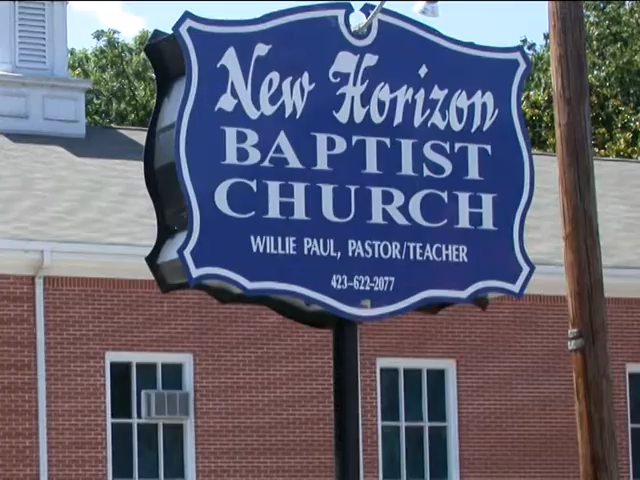 New Horizon
BAPTIST
CHURCH
WILLIE PAUL, PASTOR/TEACHER
423-622-2077